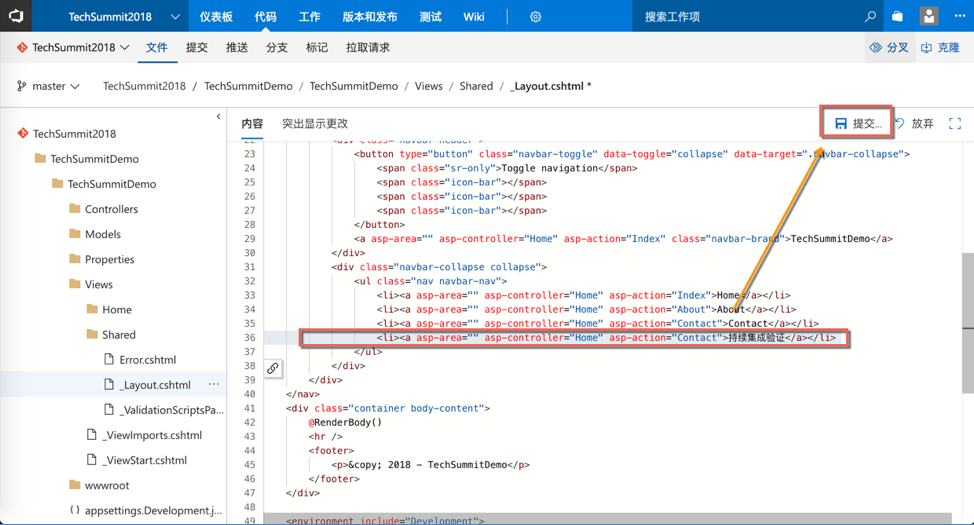 TechSummit2018 仪表板 代码 工作 版本和发布 测试 Wiki 搜索工作项
TechSummit2018 文件 提交 推送 分支 标记 拉取请求 分叉 克隆
master TechSummit2018 / TechSummitDemo / TechSummitDemo / Views / Shared / _Layout.cshtml *
内容 突出显示更改 提交... 放弃
TechSummit2018
TechSummitDemo
TechSummitDemo
Controllers
Models
Properties
Views
Home
Shared
Error.cshtml
_Layout.cshtml ...
_ValidationScriptsPa...
_ViewImports.cshtml
_ViewStart.cshtml
wwwroot
{} appsettings.Development.j...
22 <div class="navbar-header">
23 <button type="button" class="navbar-toggle" data-toggle="collapse" data-target=".navbar-collapse">
24 <span class="sr-only">Toggle navigation</span>
25 <span class="icon-bar"></span>
26 <span class="icon-bar"></span>
27 <span class="icon-bar"></span>
28 </button>
29 <a asp-area="" asp-controller="Home" asp-action="Index" class="navbar-brand">TechSummitDemo</a>
30 </div>
31 <div class="navbar-collapse collapse">
32 <ul class="nav navbar-nav">
33 <li><a asp-area="" asp-controller="Home" asp-action="Index">Home</a></li>
34 <li><a asp-area="" asp-controller="Home" asp-action="About">About</a></li>
35 <li><a asp-area="" asp-controller="Home" asp-action="Contact">Contact</a></li>
36 <li><a asp-area="" asp-controller="Home" asp-action="Contact">持续集成验证</a></li>
37 </ul>
38 </div>
39 </div>
40 </nav>
41 <div class="container body-content">
42 @RenderBody()
43 <hr />
44 <footer>
45 <p>&copy; 2018 - TechSummitDemo</p>
46 </footer>
47 </div>
48
49 <environment include="Development">